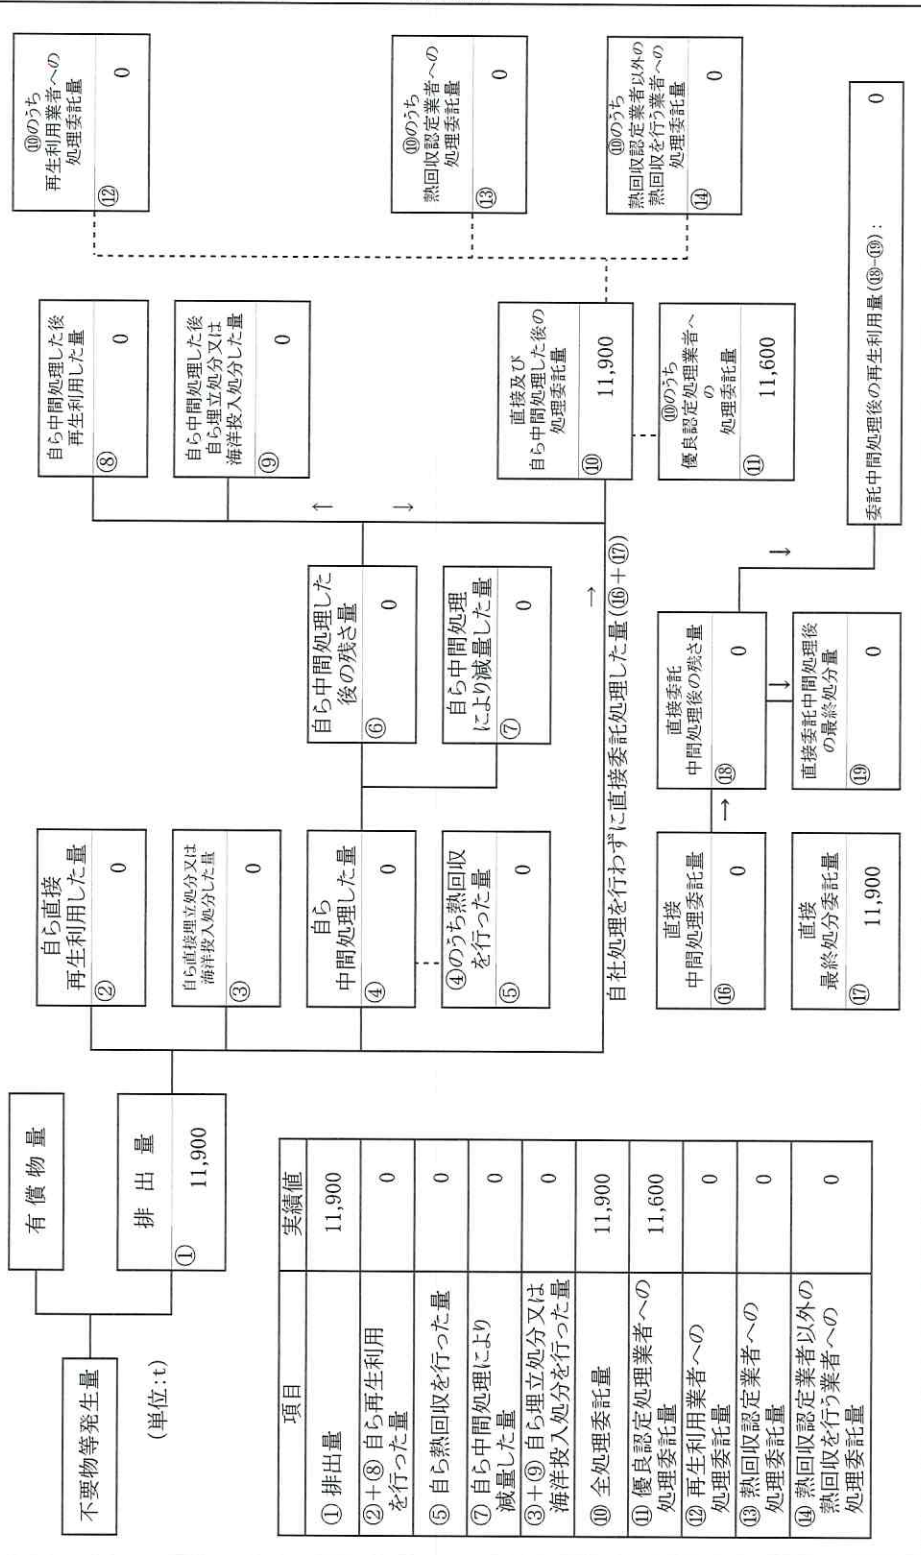 不要物等発生量
(単位:t)
有 償 物 量
排 出 量
① 11,900
自ら直接
再生利用した量
② 0
自ら直接埋立処分又は
海洋投入処分した量
③ 0
自ら
中間処理した量
④ 0
④のうち熱回収
を行った量
⑤ 0
自ら中間処理した
後の残さ量
⑥ 0
自ら中間処理
により減量した量
⑦ 0
自ら中間処理した後
再生利用した量
⑧ 0
自ら中間処理した後
自ら埋立処分又は
海洋投入処分した量
⑨ 0
直接及び
自ら中間処理した後の
処理委託量
⑩ 11,900
⑩のうち
優良認定処理業者へ
の
処理委託量
⑪ 11,600
⑩のうち
再生利用業者への
処理委託量
⑫ 0
⑩のうち
熱回収認定業者への
処理委託量
⑬ 0
⑩のうち
熱回収認定業者以外の
熱回収を行う業者への
処理委託量
⑭ 0
自社処理を行わずに直接委託処理した量(⑯+⑰)
直接
中間処理委託量
⑯ 0
直接
最終処分委託量
⑰ 11,900
直接委託
中間処理後の残さ量
⑱ 0
直接委託中間処理後
の最終処分量
⑲ 0
委託中間処理後の再生利用量(⑱-⑲): 0
項目 実績値
① 排出量 11,900
②+⑧ 自ら再生利用
を行った量 0
⑤ 自ら熱回収を行った量 0
⑦ 自ら中間処理により
減量した量 0
③+⑨ 自ら埋立処分又は
海洋投入処分を行った量 0
⑩ 全処理委託量 11,900
⑪ 優良認定処理業者への
処理委託量 11,600
⑫ 再生利用業者への
処理委託量 0
⑬ 熱回収認定業者への
処理委託量 0
⑭ 熱回収認定業者以外の
熱回収を行う業者への
処理委託量 0